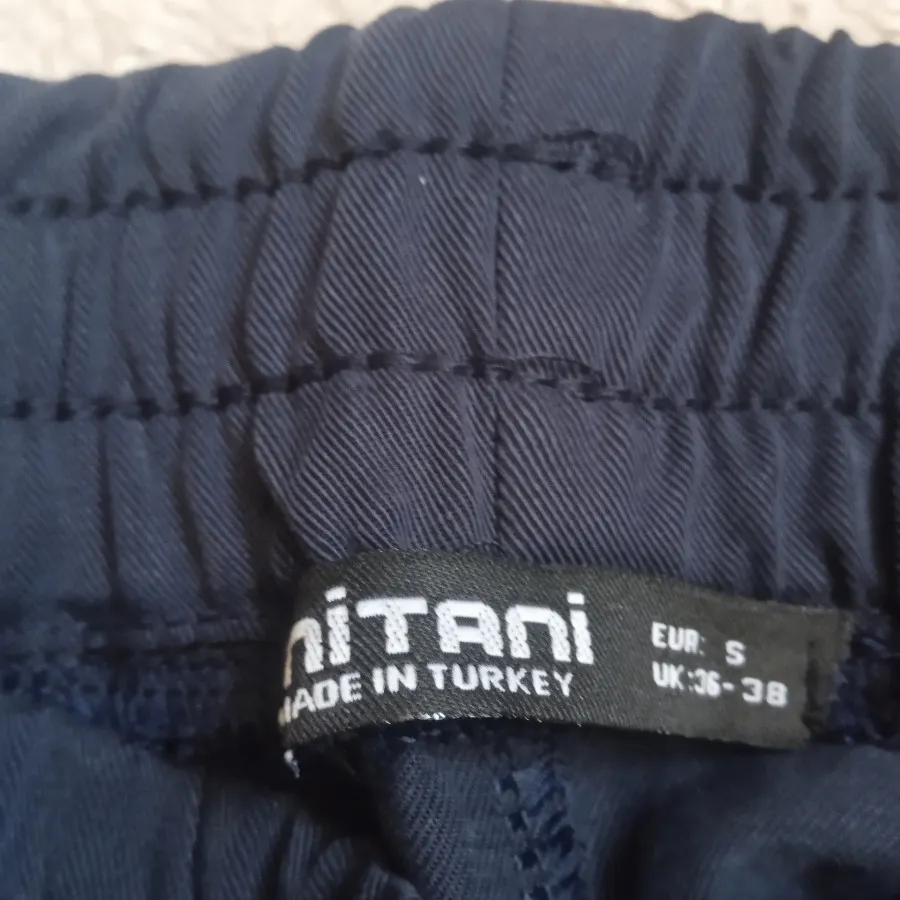 niTAni
MADE IN TURKEY
EUR: S
UK:36-38